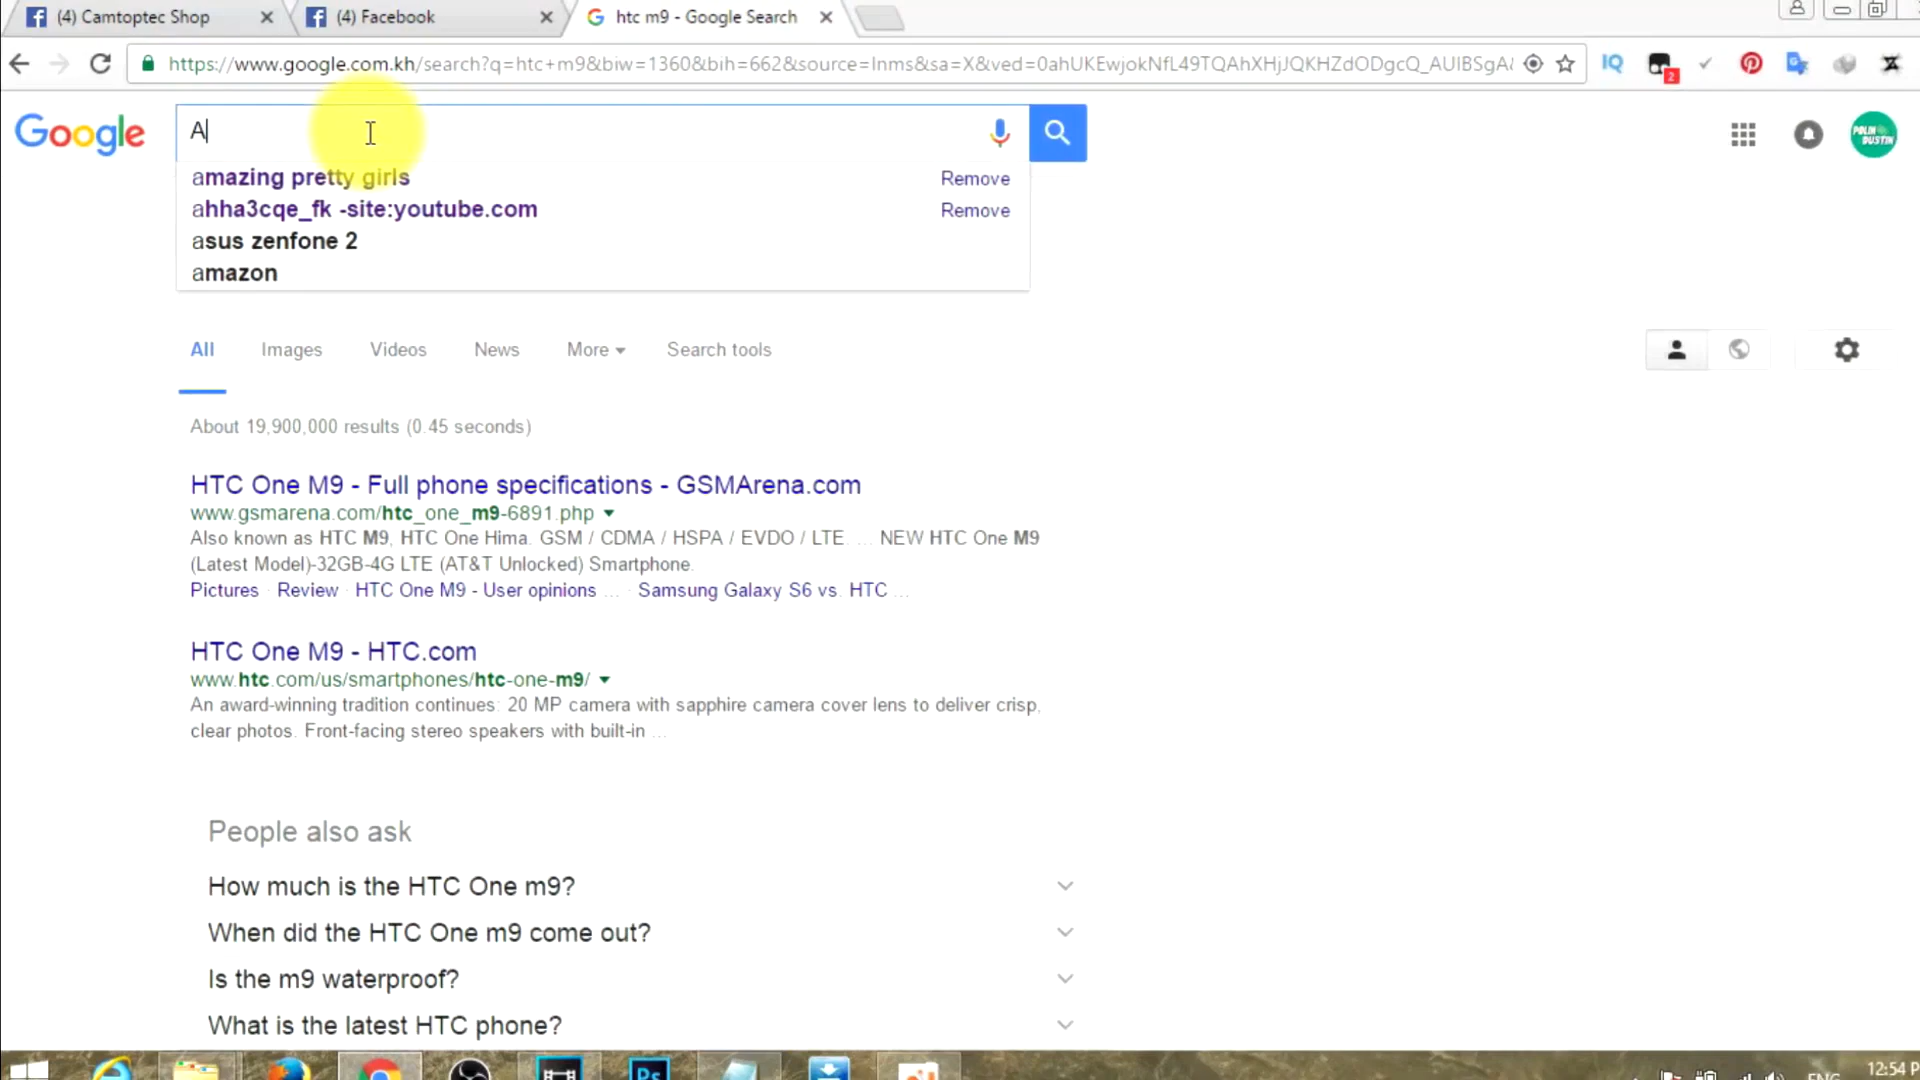 (4) Camtoptec Shop
(4) Facebook
htc m9 - Google Search
https://www.google.com.kh/search?q=htc+m9&biw=1360&bih=662&source=lnms&sa=X&ved=0ahUKEwjokNfL49TQAhXHjJQKHZdODgcQ_AUIBSgA
IQ
2
Google
A
POLIN DUSTIN
amazing pretty girls Remove
ahha3cqe_fk -site:youtube.com Remove
asus zenfone 2
amazon
All Images Videos News More Search tools
About 19,900,000 results (0.45 seconds)
HTC One M9 - Full phone specifications - GSMArena.com
www.gsmarena.com/htc_one_m9-6891.php
Also known as HTC M9, HTC One Hima. GSM / CDMA / HSPA / EVDO / LTE. ... NEW HTC One M9
(Latest Model)-32GB-4G LTE (AT&T Unlocked) Smartphone.
Pictures · Review · HTC One M9 - User opinions ... · Samsung Galaxy S6 vs. HTC ...
HTC One M9 - HTC.com
www.htc.com/us/smartphones/htc-one-m9/
An award-winning tradition continues: 20 MP camera with sapphire camera cover lens to deliver crisp,
clear photos. Front-facing stereo speakers with built-in ...
People also ask
How much is the HTC One m9?
When did the HTC One m9 come out?
Is the m9 waterproof?
What is the latest HTC phone?
Ps
ENG
12:54 P